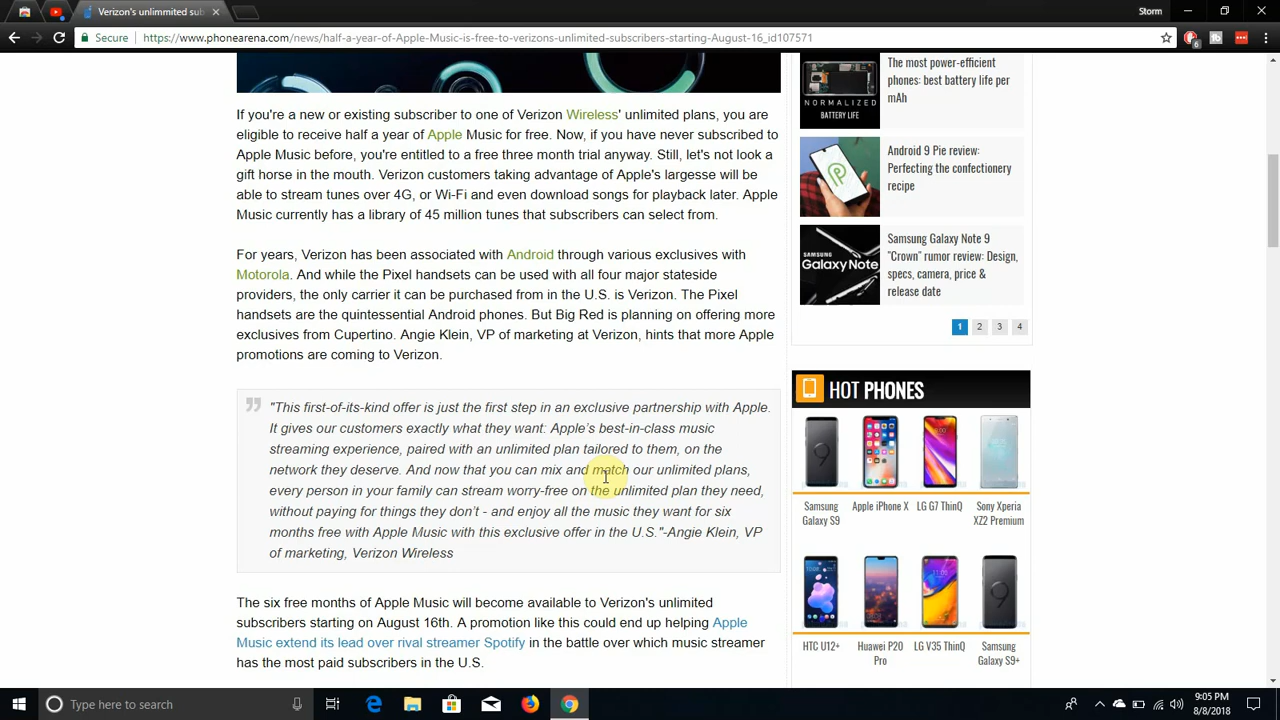 Verizon's unlimited sub
Storm
Secure
https://www.phonearena.com/news/half-a-year-of-Apple-Music-is-free-to-verizons-unlimited-subscribers-starting-August-16_id107571
6
If you're a new or existing subscriber to one of Verizon Wireless' unlimited plans, you are
eligible to receive half a year of Apple Music for free. Now, if you have never subscribed to
Apple Music before, you're entitled to a free three month trial anyway. Still, let's not look a
gift horse in the mouth. Verizon customers taking advantage of Apple's largesse will be
able to stream tunes over 4G, or Wi-Fi and even download songs for playback later. Apple
Music currently has a library of 45 million tunes that subscribers can select from.
For years, Verizon has been associated with Android through various exclusives with
Motorola. And while the Pixel handsets can be used with all four major stateside
providers, the only carrier it can be purchased from in the U.S. is Verizon. The Pixel
handsets are the quintessential Android phones. But Big Red is planning on offering more
exclusives from Cupertino. Angie Klein, VP of marketing at Verizon, hints that more Apple
promotions are coming to Verizon.
"This first-of-its-kind offer is just the first step in an exclusive partnership with Apple.
It gives our customers exactly what they want: Apple's best-in-class music
streaming experience, paired with an unlimited plan tailored to them, on the
network they deserve. And now that you can mix and match our unlimited plans,
every person in your family can stream worry-free on the unlimited plan they need,
without paying for things they don't - and enjoy all the music they want for six
months free with Apple Music with this exclusive offer in the U.S."-Angie Klein, VP
of marketing, Verizon Wireless
The six free months of Apple Music will become available to Verizon's unlimited
subscribers starting on August 16th. A promotion like this could end up helping Apple
Music extend its lead over rival streamer Spotify in the battle over which music streamer
has the most paid subscribers in the U.S.
NORMALIZED
BATTERY LIFE
The most power-efficient
phones: best battery life per
mAh
Android 9 Pie review:
Perfecting the confectionery
recipe
SAMSUNG
Galaxy Note
Samsung Galaxy Note 9
"Crown" rumor review: Design,
specs, camera, price &
release date
1 2 3 4
HOT PHONES
Samsung
Galaxy S9
Apple iPhone X
LG G7 ThinQ
Sony Xperia
XZ2 Premium
HTC U12+
Huawei P20
Pro
LG V35 ThinQ
Samsung
Galaxy S9+
Type here to search
9:05 PM
8/8/2018